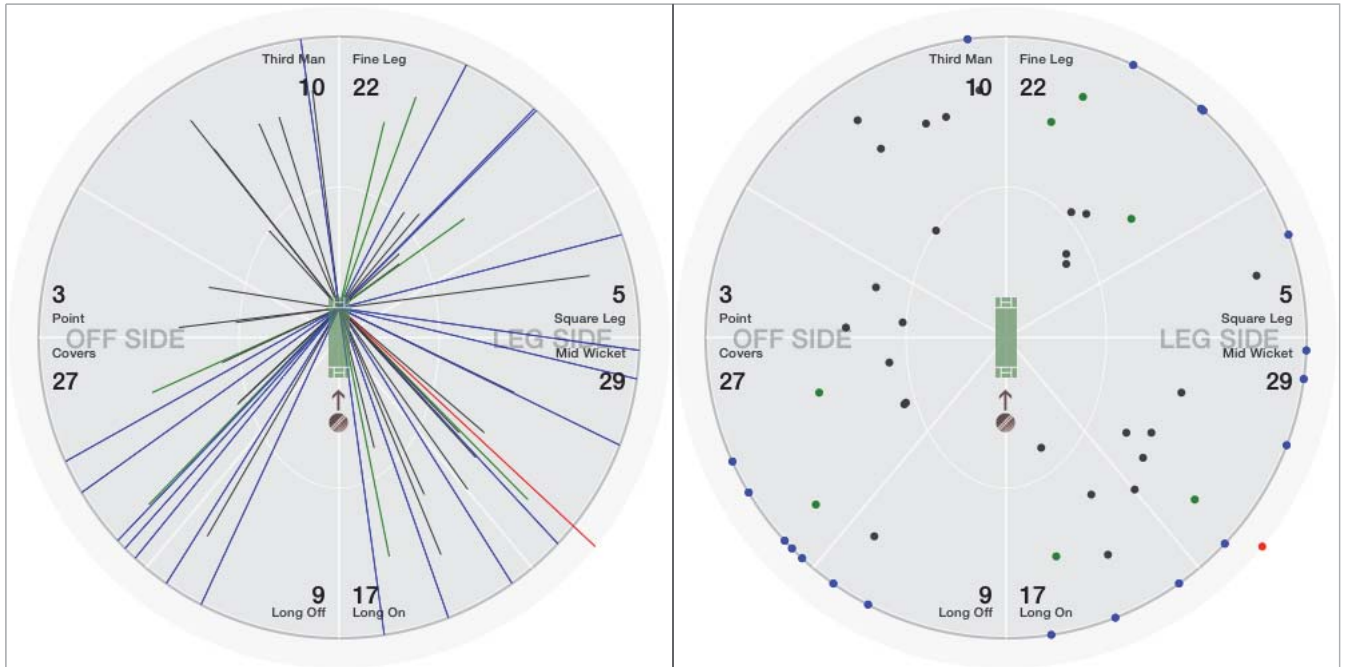 Third Man Fine Leg
10 22
3 5
Point Square Leg
OFF SIDE LEG SIDE
Covers Mid Wicket
27 29
9 17
Long Off Long On
Third Man Fine Leg
10 22
3 5
Point Square Leg
OFF SIDE LEG SIDE
Covers Mid Wicket
27 29
9 17
Long Off Long On